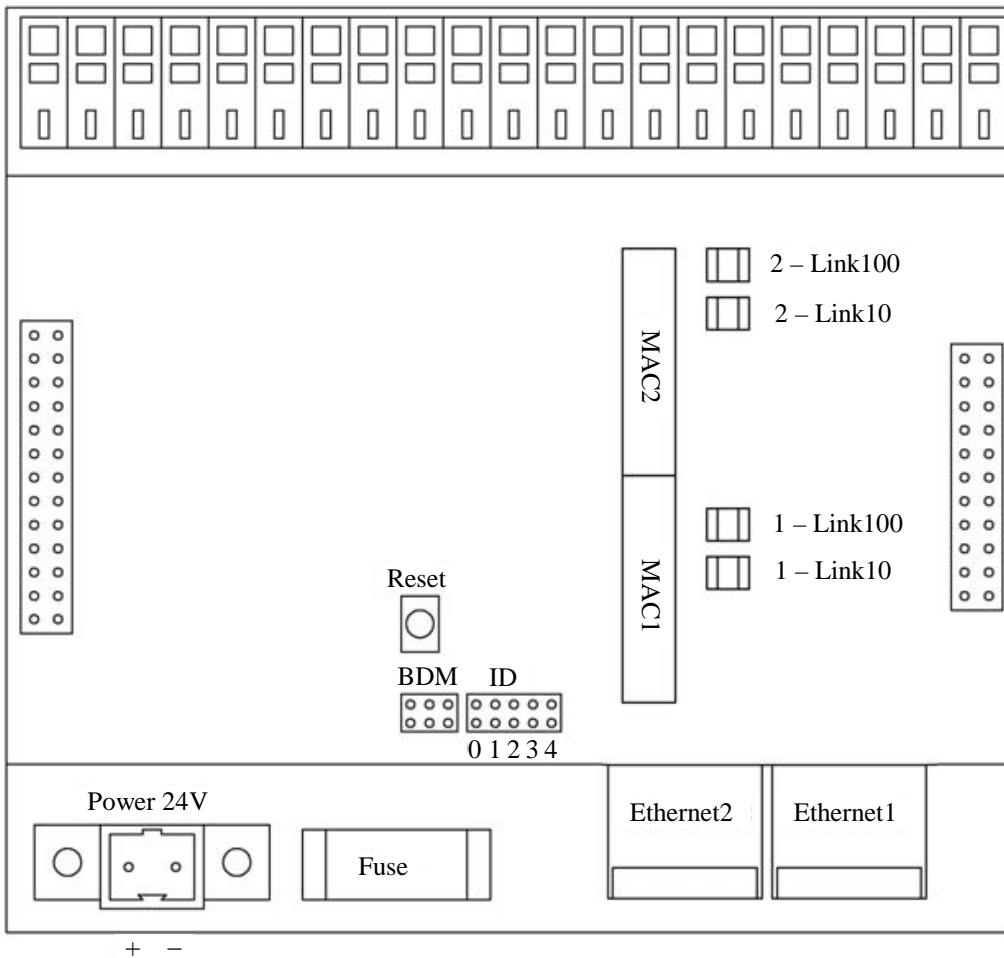 2 – Link100
2 – Link10
MAC2
1 – Link100
1 – Link10
MAC1
Reset
BDM ID
0 1 2 3 4
Power 24V
Fuse
Ethernet2
Ethernet1
+ −